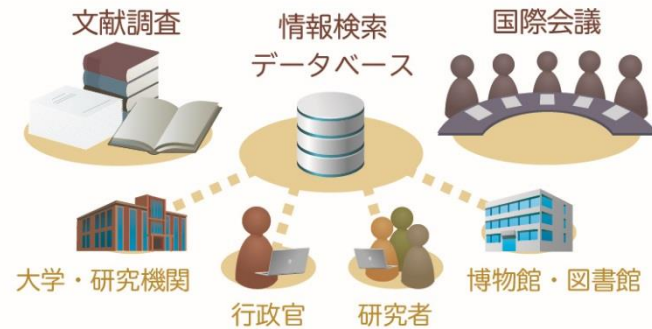 文献調査
情報検索
データベース
国際会議
大学・研究機関
行政官
研究者
博物館・図書館